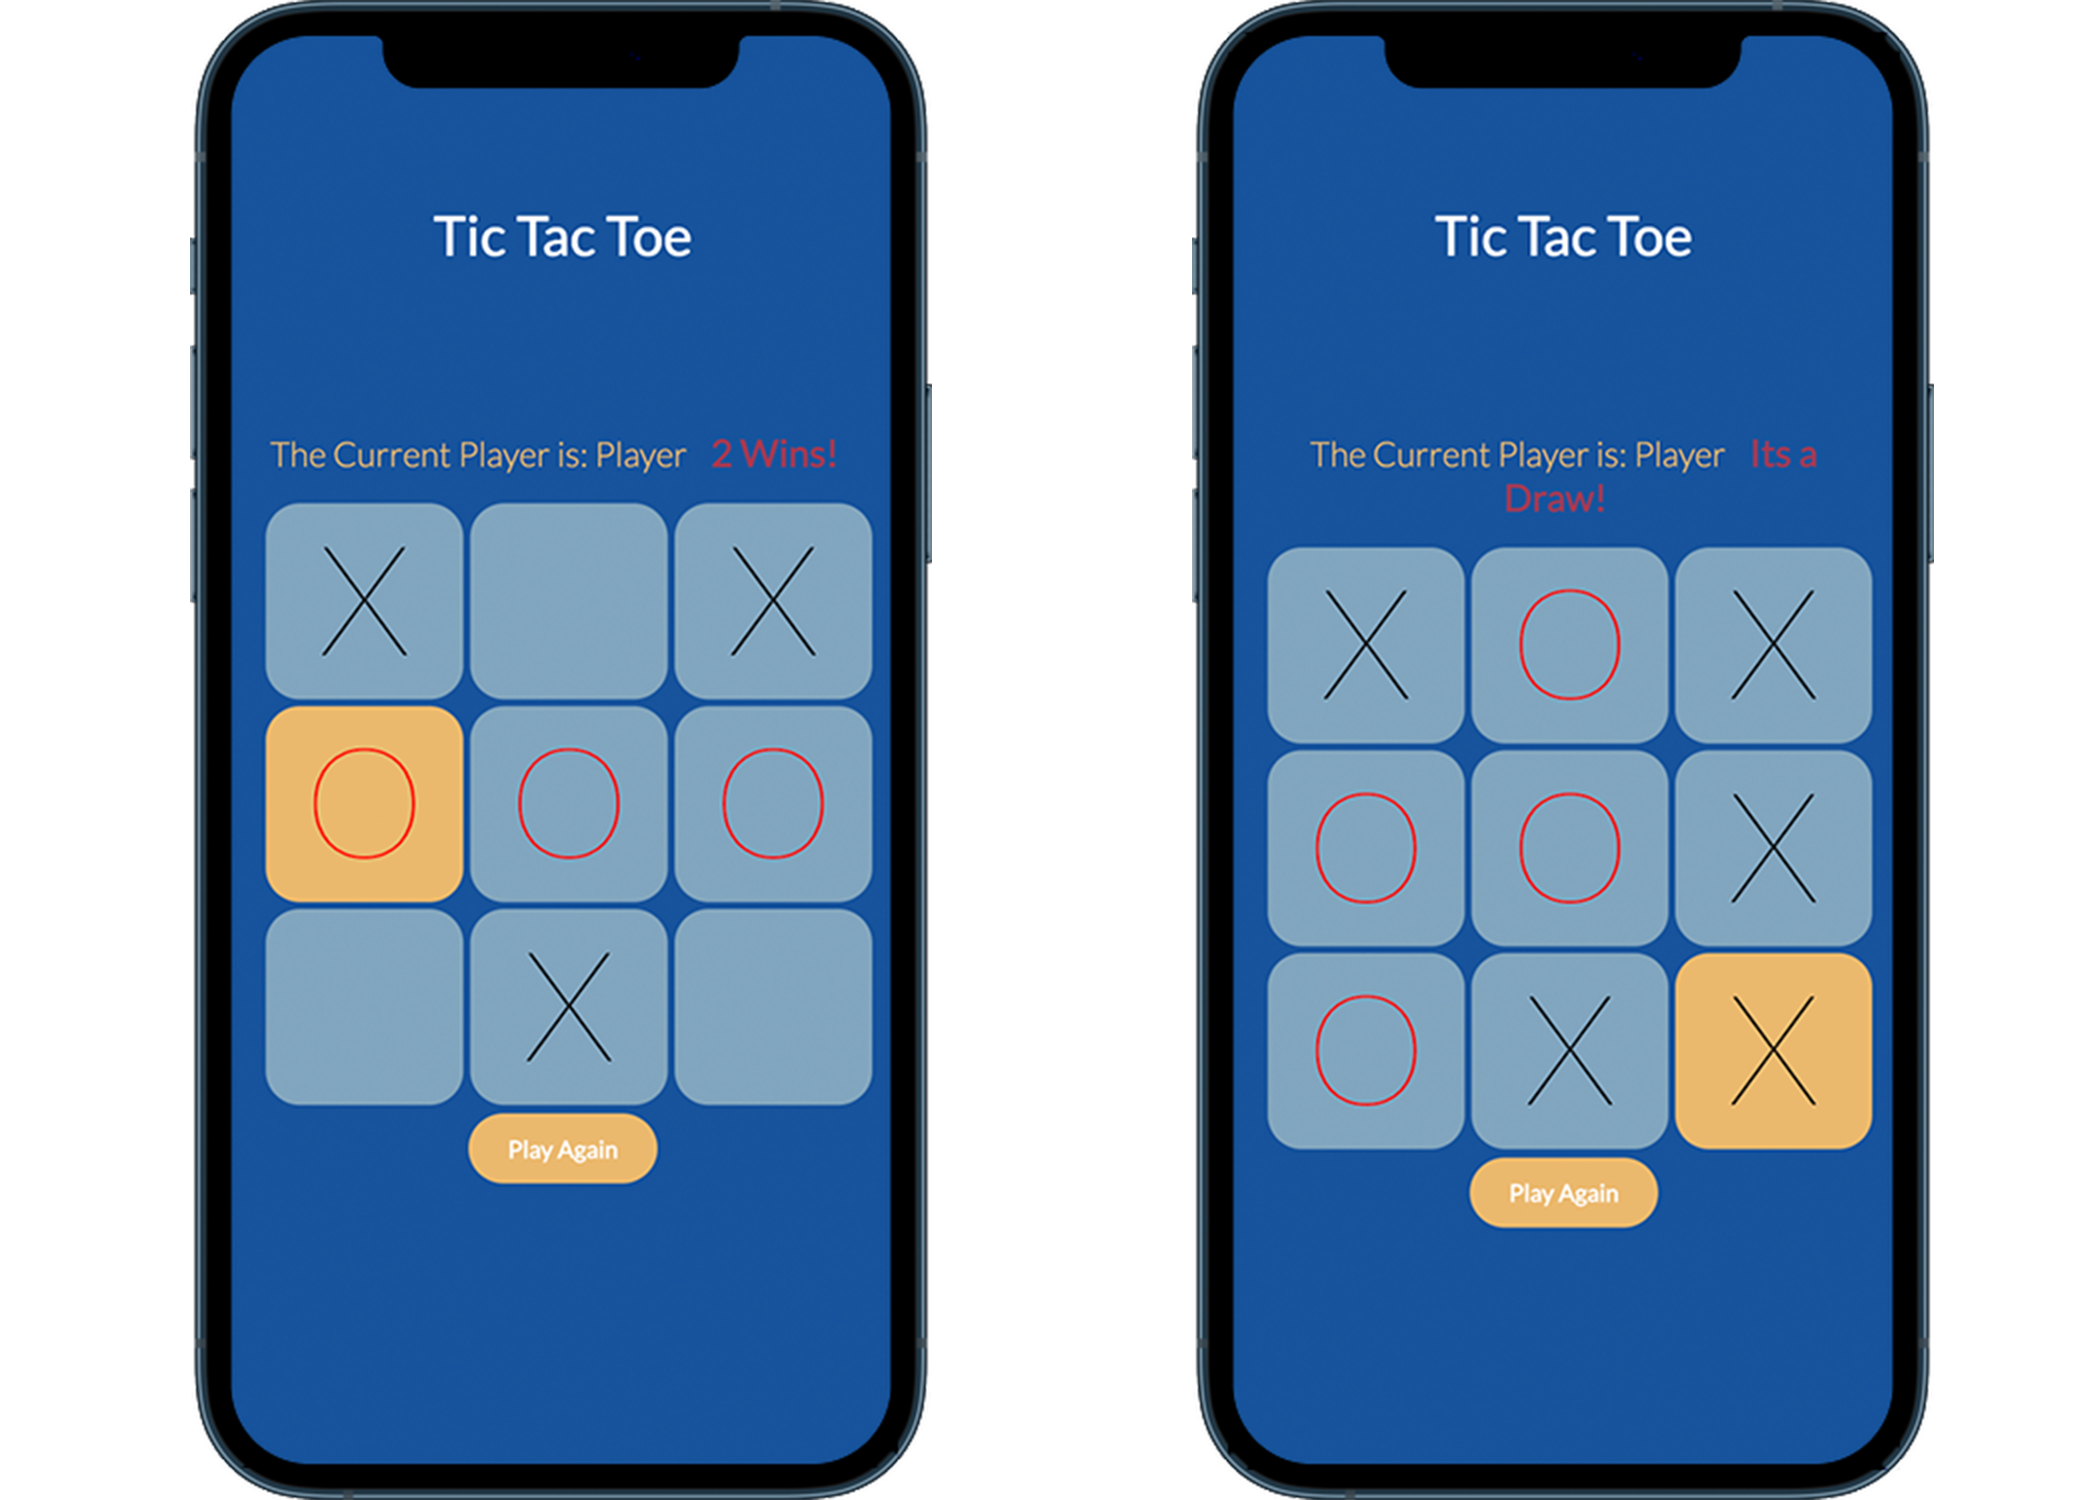 Tic Tac Toe
The Current Player is: Player 2 Wins!
X X
O O O
X
Play Again
Tic Tac Toe
The Current Player is: Player Its a
Draw!
X O X
O O X
O X X
Play Again